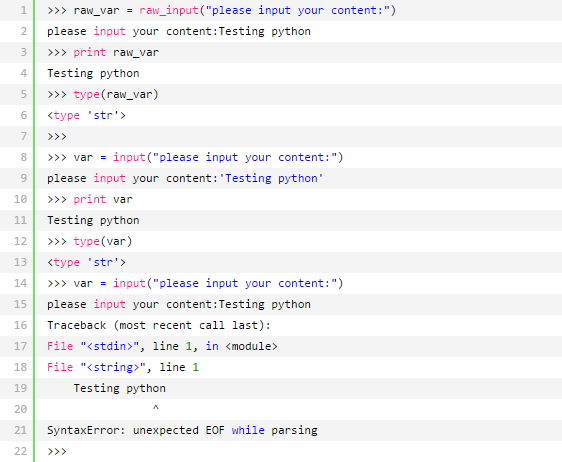 1 >>> raw_var = raw_input("please input your content:")
2 please input your content:Testing python
3 >>> print raw_var
4 Testing python
5 >>> type(raw_var)
6 <type 'str'>
7 >>>
8 >>> var = input("please input your content:")
9 please input your content:'Testing python'
10 >>> print var
11 Testing python
12 >>> type(var)
13 <type 'str'>
14 >>> var = input("please input your content:")
15 please input your content:Testing python
16 Traceback (most recent call last):
17 File "<stdin>", line 1, in <module>
18 File "<string>", line 1
19     Testing python
20                 ^
21 SyntaxError: unexpected EOF while parsing
22 >>>